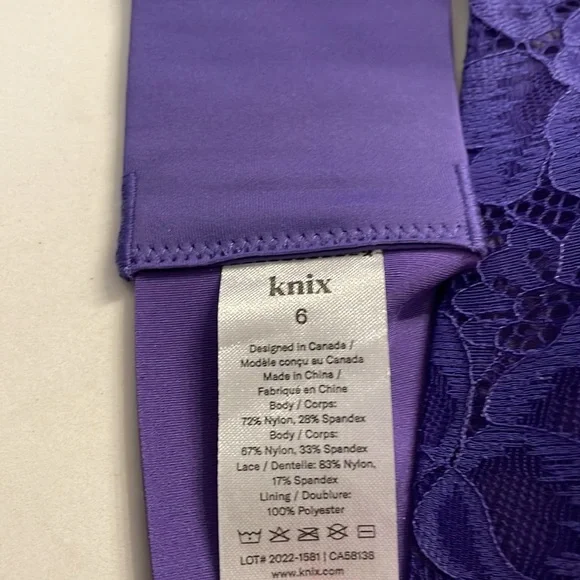 knix
6
Designed in Canada /
Modèle conçu au Canada
Made in China /
Fabriqué en Chine
Body / Corps:
72% Nylon, 28% Spandex
Body / Corps:
67% Nylon, 33% Spandex
Lace / Dentelle: 83% Nylon,
17% Spandex
Lining / Doublure:
100% Polyester
LOT# 2022-1581 | CA58138
www.knix.com